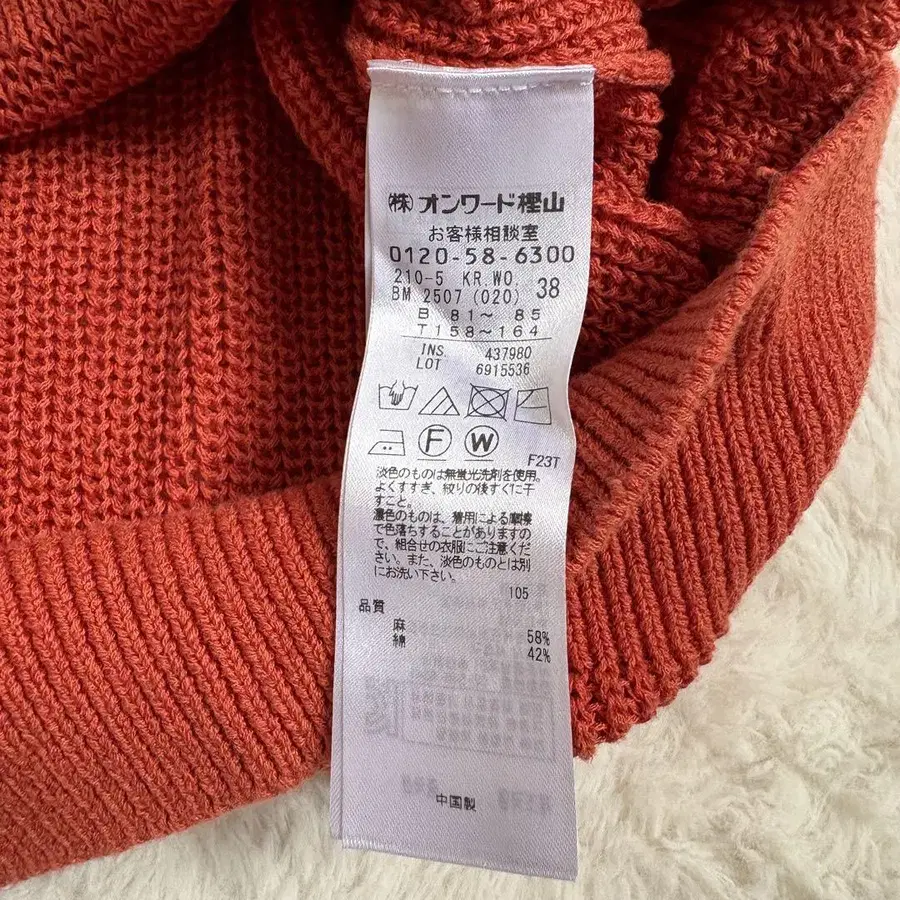 (株)オンワード樫山
お客様相談室
0120-58-6300
210-5 KR.WO. 38
BM 2507 (020)
B 81～ 85
T 158～164
INS. 437980
LOT 6915536
F W
F23T
淡色のものは無蛍光洗剤を使用。
よくすすぎ、絞りの後すぐに干
すこと。
濃色のものは、着用による摩擦
で色落ちすることがありますの
で、組合せの衣服にご注意くだ
さい。また、淡色のものとは別
にお洗い下さい。
105
品質
麻 58%
綿 42%
中国製